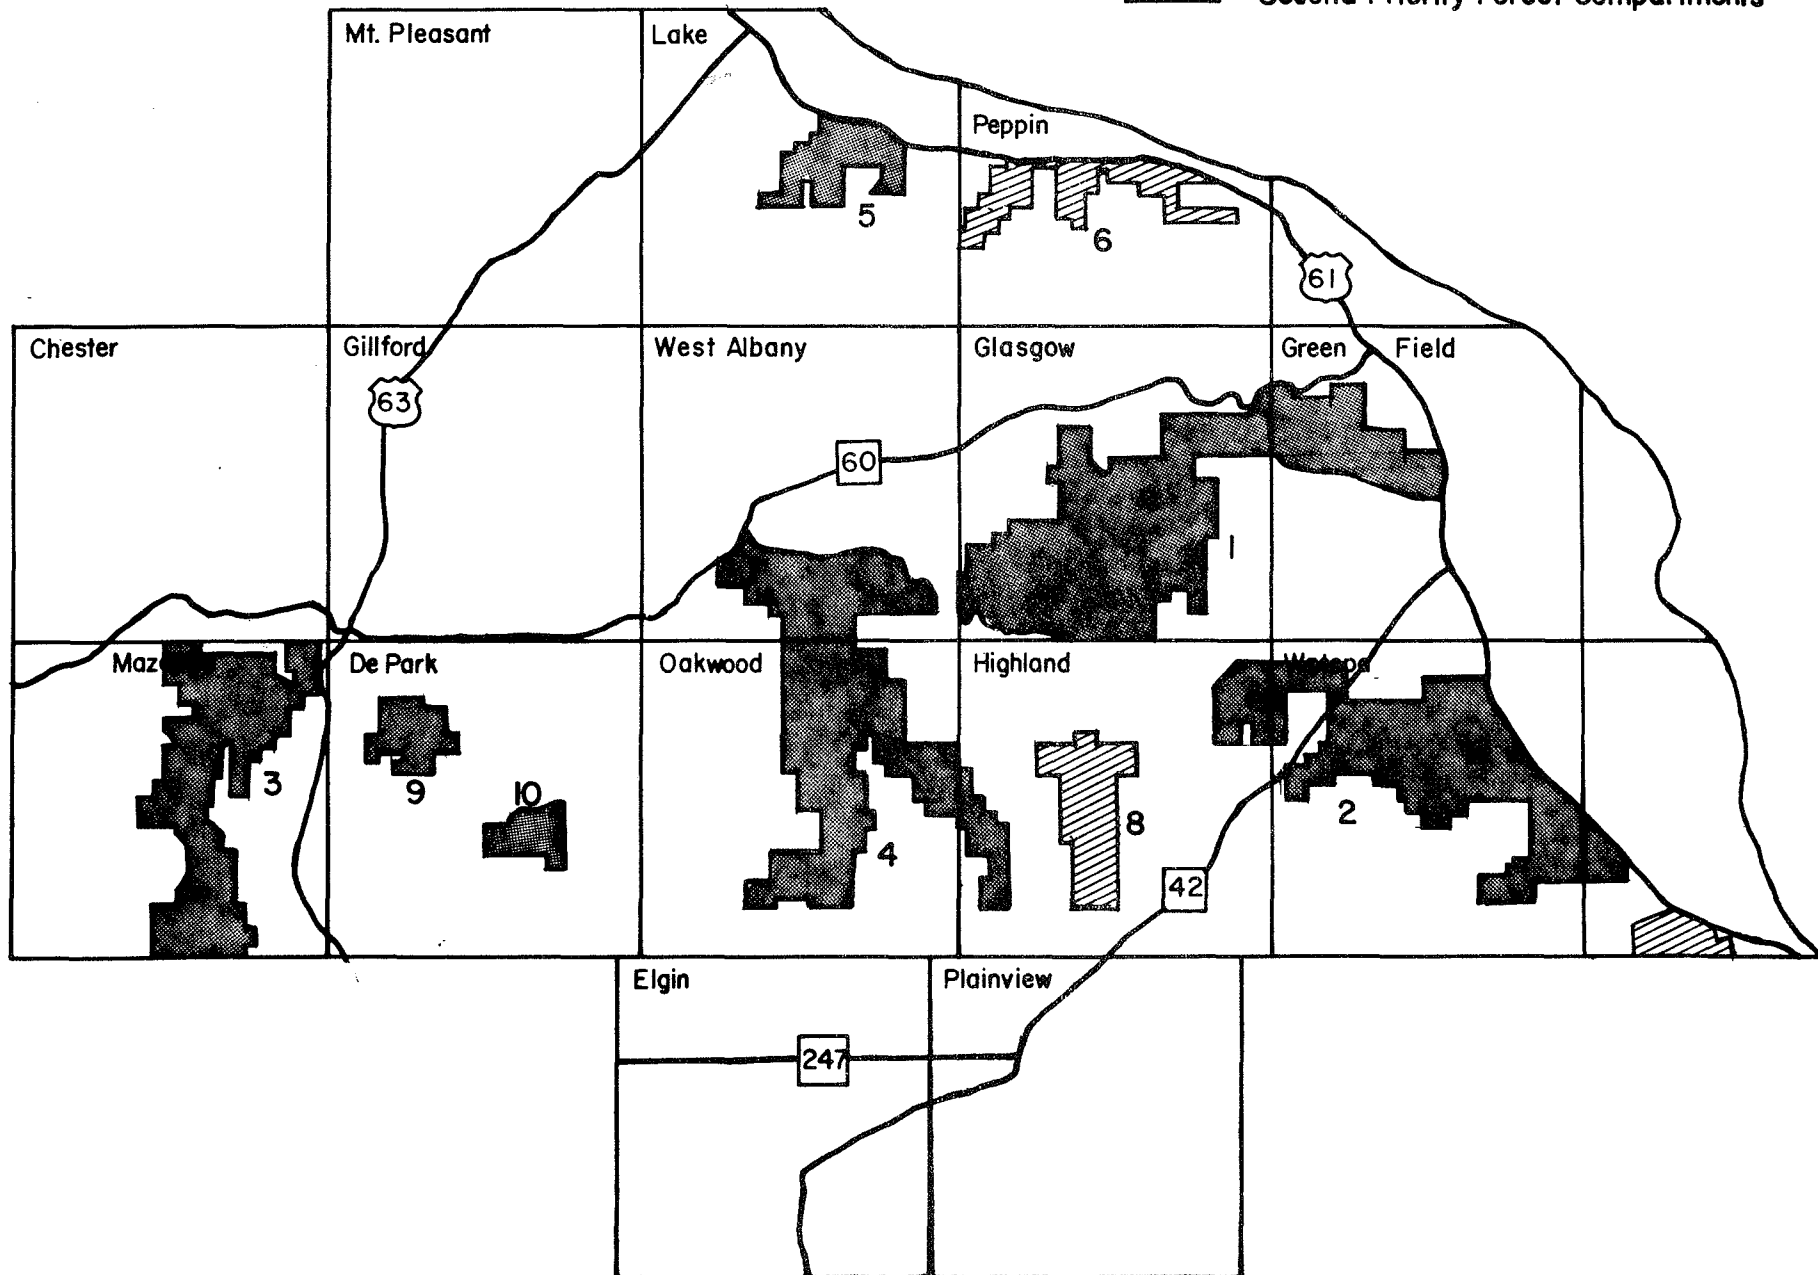 Second Priority Forest Compartments
Mt. Pleasant
Lake
Peppin
5
6
61
Chester
Gillford
West Albany
Glasgow
Green Field
63
60
1
De Park
Oakwood
Highland
3
9
10
4
8
2
42
Elgin
Plainview
247